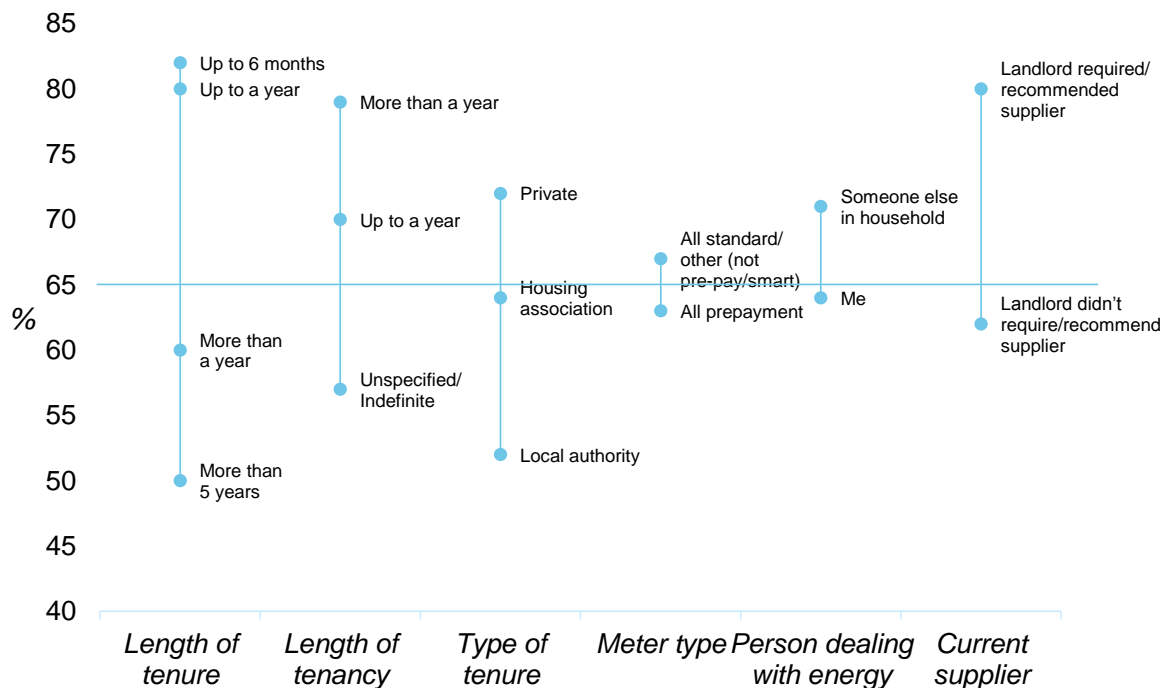 85
80
75
70
65
60
55
50
45
40
%
Up to 6 months
Up to a year
More than
a year
More than
5 years
More than a year
Up to a year
Unspecified/
Indefinite
Private
Housing
association
Local authority
All standard/
other (not
pre-pay/smart)
All prepayment
Someone else
in household
Me
Landlord required/
recommended
supplier
Landlord didn’t
require/recommend
supplier
Length of
tenure
Length of
tenancy
Type of
tenure
Meter type
Person dealing
with energy
Current
supplier